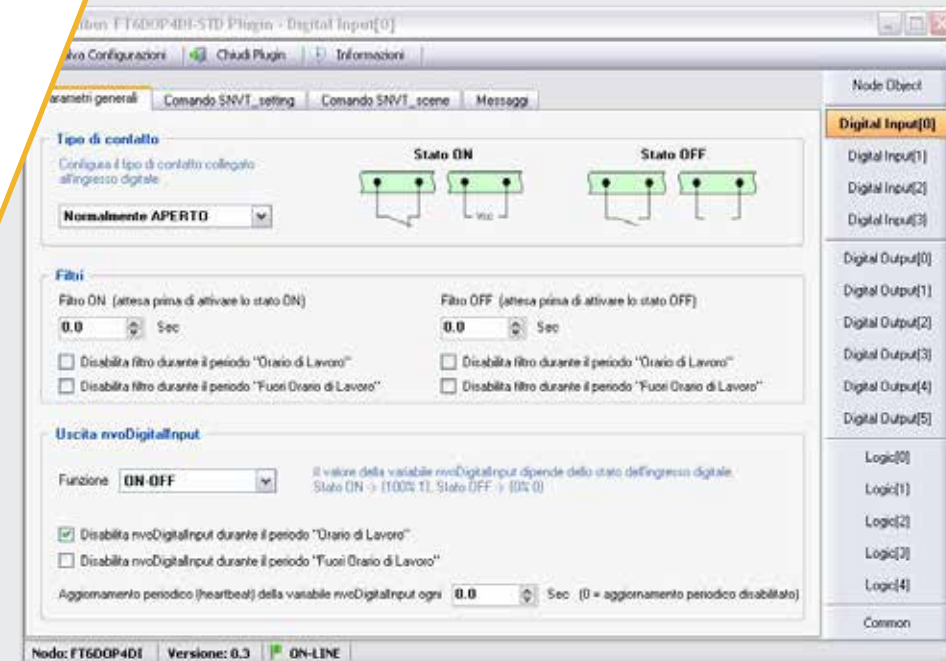 FT6DOP4DI-STD Plugin - Digital Input[0]
Configurazioni Chiudi Plugin Informazioni
generali Comando SNVT_setting Comando SNVT_scene Messaggi
Tipo di contatto
Configura il tipo di contatto collegato
all'ingresso digitale
Normalmente APERTO
Stato ON Stato OFF
Vcc
Filtri
Filtro ON (attesa prima di attivare lo stato ON)
0.0 Sec
Disabilita filtro durante il periodo "Orario di Lavoro"
Disabilita filtro durante il periodo "Fuori Orario di Lavoro"
Filtro OFF (attesa prima di attivare lo stato OFF)
0.0 Sec
Disabilita filtro durante il periodo "Orario di Lavoro"
Disabilita filtro durante il periodo "Fuori Orario di Lavoro"
Uscita nvoDigitalInput
Funzione ON-OFF
Il valore della variabile nvoDigitalInput dipende dello stato dell'ingresso digitale.
Stato ON -> (100% 1), Stato OFF -> (0% 0)
Disabilita nvoDigitalInput durante il periodo "Orario di Lavoro"
Disabilita nvoDigitalInput durante il periodo "Fuori Orario di Lavoro"
Aggiornamento periodico (heartbeat) della variabile nvoDigitalInput ogni 0.0 Sec (0 = aggiornamento periodico disabilitato)
Nodo: FT6DOP4DI Versione: 0.3 ON-LINE
Node Object
Digital Input[0]
Digital Input[1]
Digital Input[2]
Digital Input[3]
Digital Output[0]
Digital Output[1]
Digital Output[2]
Digital Output[3]
Digital Output[4]
Digital Output[5]
Logic[0]
Logic[1]
Logic[2]
Logic[3]
Logic[4]
Common